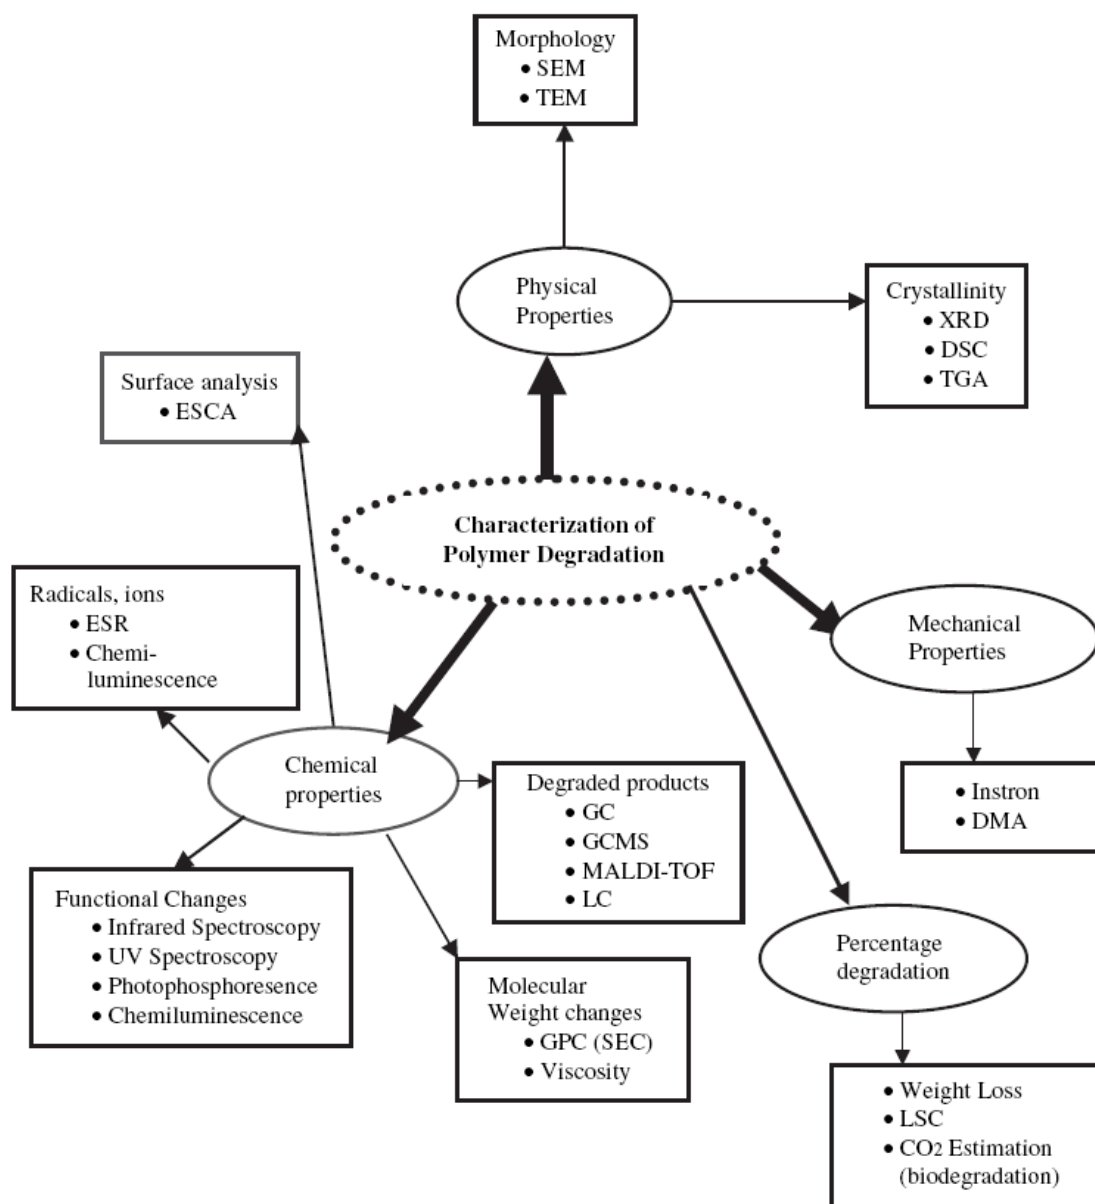 Morphology
• SEM
• TEM
Physical
Properties
Crystallinity
• XRD
• DSC
• TGA
Surface analysis
• ESCA
Characterization of
Polymer Degradation
Radicals, ions
• ESR
• Chemi-
luminescence
Mechanical
Properties
Chemical
properties
Degraded products
• GC
• GCMS
• MALDI-TOF
• LC
• Instron
• DMA
Functional Changes
• Infrared Spectroscopy
• UV Spectroscopy
• Photophosphoresence
• Chemiluminescence
Percentage
degradation
Molecular
Weight changes
• GPC (SEC)
• Viscosity
• Weight Loss
• LSC
• CO2 Estimation
(biodegradation)